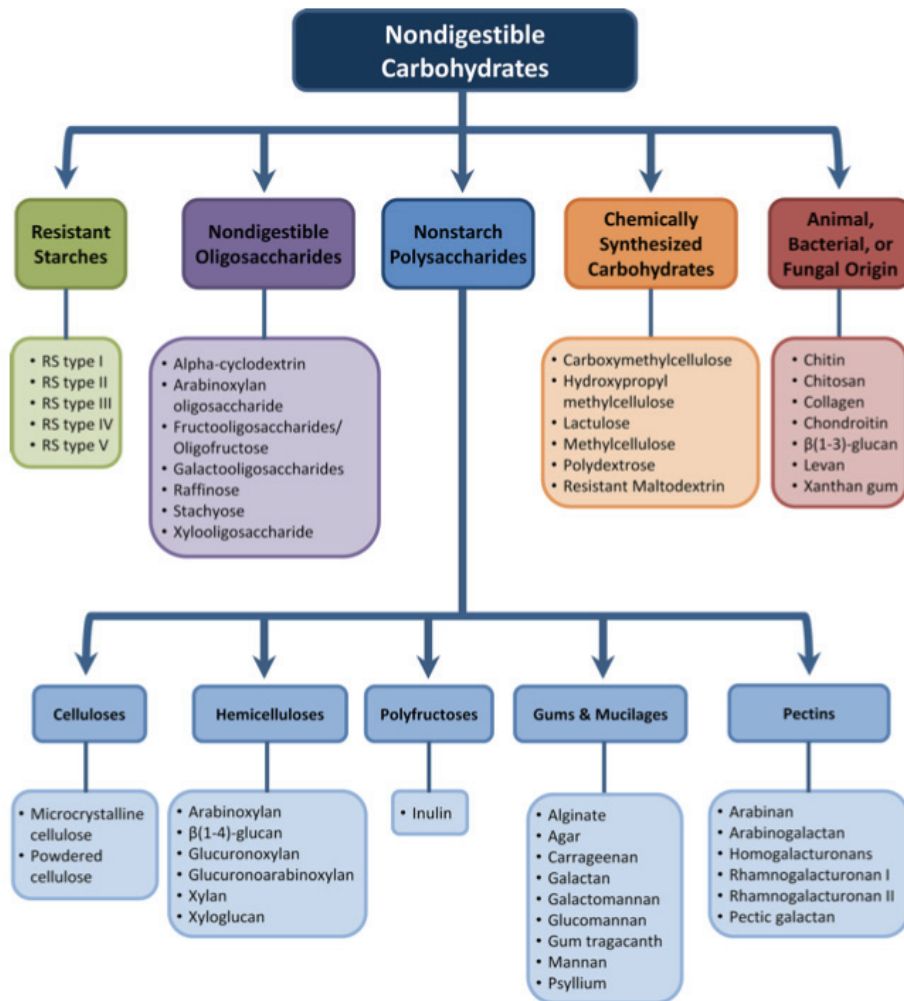 Nondigestible
Carbohydrates
Resistant
Starches
Nondigestible
Oligosaccharides
Nonstarch
Polysaccharides
Chemically
Synthesized
Carbohydrates
Animal,
Bacterial, or
Fungal Origin
• RS type I
• RS type II
• RS type III
• RS type IV
• RS type V
• Alpha-cyclodextrin
• Arabinoxylan
oligosaccharide
• Fructooligosaccharides/
Oligofructose
• Galactooligosaccharides
• Raffinose
• Stachyose
• Xylooligosaccharide
• Carboxymethylcellulose
• Hydroxypropyl
methylcellulose
• Lactulose
• Methylcellulose
• Polydextrose
• Resistant Maltodextrin
• Chitin
• Chitosan
• Collagen
• Chondroitin
• β(1-3)-glucan
• Levan
• Xanthan gum
Celluloses
Hemicelluloses
Polyfructoses
Gums & Mucilages
Pectins
• Microcrystalline
cellulose
• Powdered
cellulose
• Arabinoxylan
• β(1-4)-glucan
• Glucuronoxylan
• Glucuronoarabinoxylan
• Xylan
• Xyloglucan
• Inulin
• Alginate
• Agar
• Carrageenan
• Galactan
• Galactomannan
• Glucomannan
• Gum tragacanth
• Mannan
• Psyllium
• Arabinan
• Arabinogalactan
• Homogalacturonans
• Rhamnogalacturonan I
• Rhamnogalacturonan II
• Pectic galactan